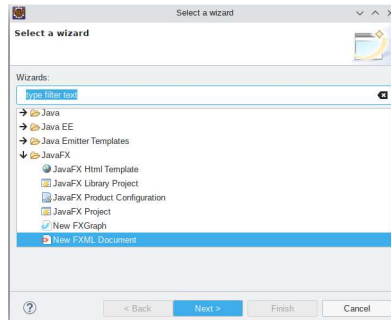 Select a wizard
Select a wizard
Wizards:
type filter text
Java
Java EE
Java Emitter Templates
JavaFX
JavaFX Html Template
JavaFX Library Project
JavaFX Product Configuration
JavaFX Project
New FXGraph
New FXML Document
? < Back Next > Finish Cancel